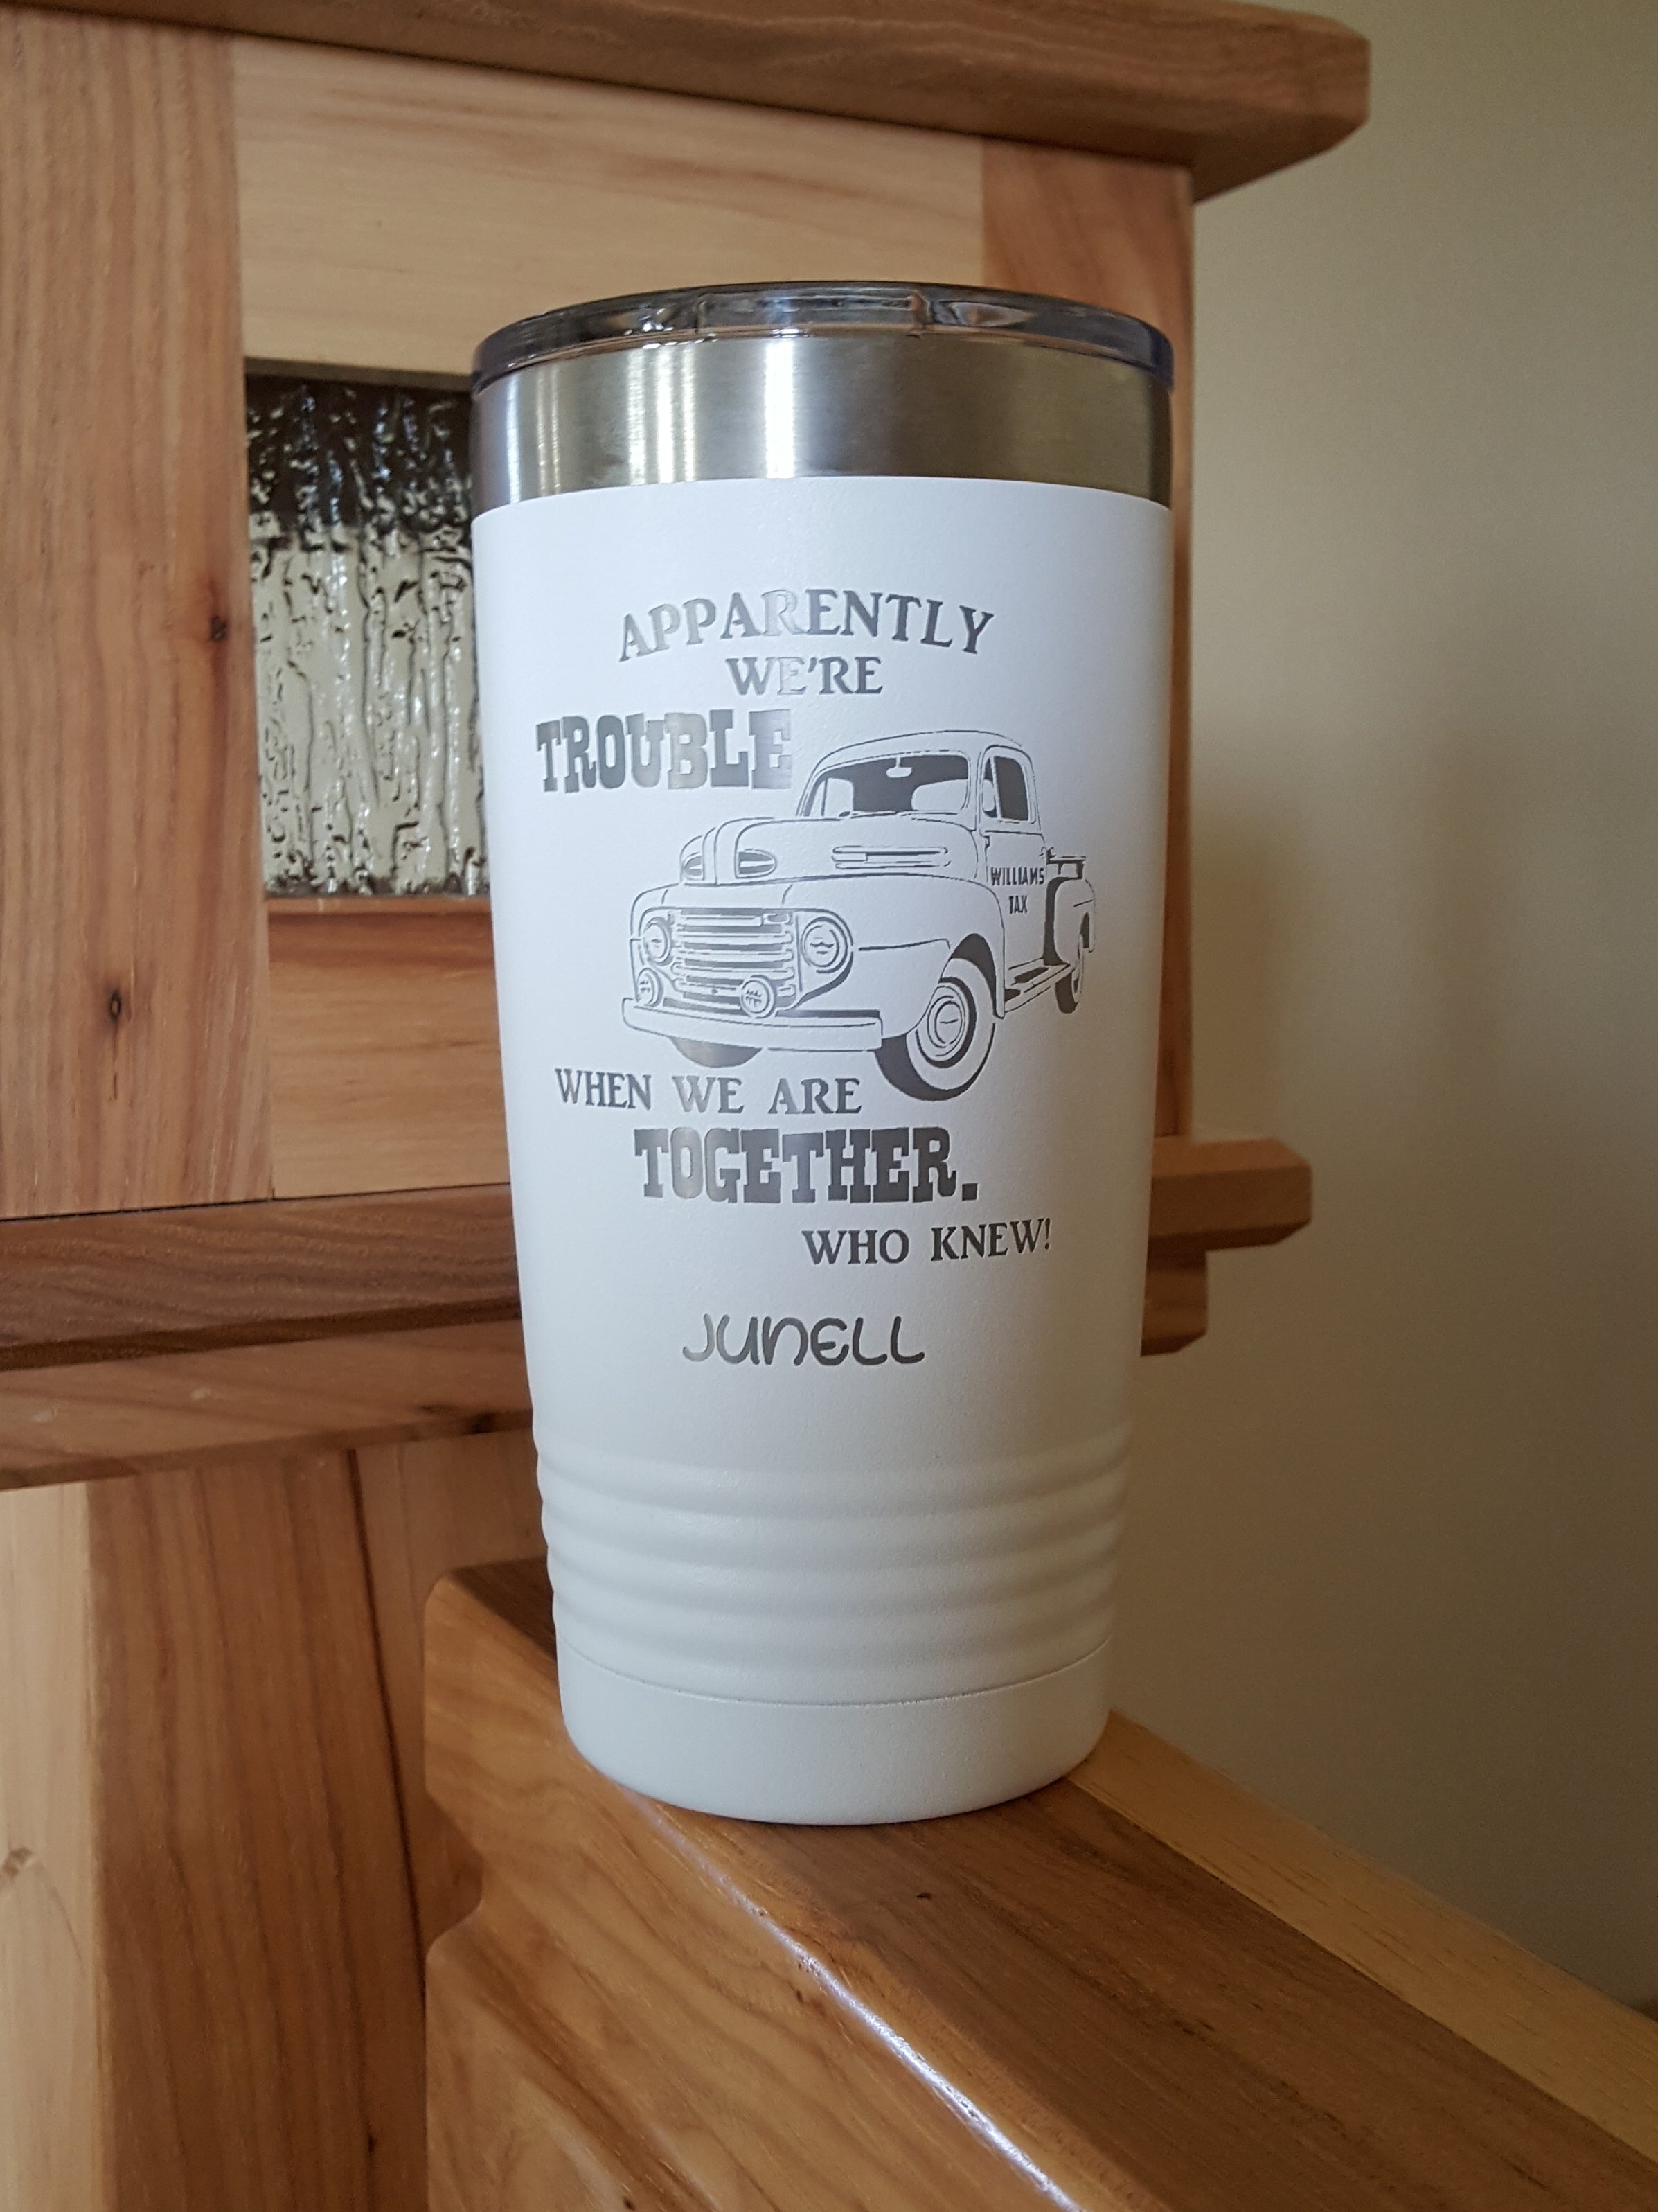 APPARENTLY
WE'RE
TROUBLE
WILLIAMS
TAX
WHEN WE ARE
TOGETHER.
WHO KNEW!
JUNELL